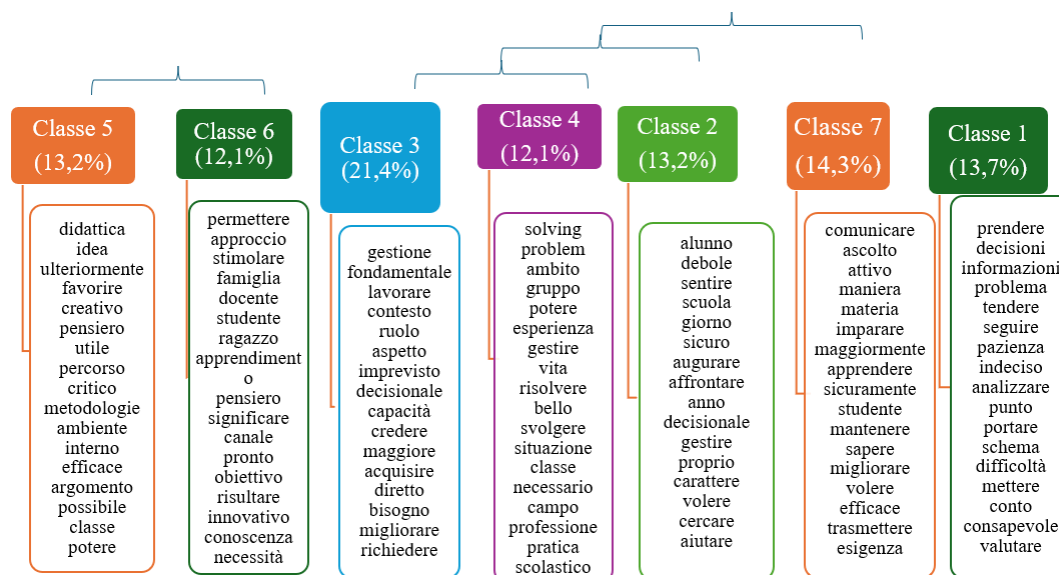 Classe 5
(13,2%)
didattica
idea
ulteriormente
favorire
creativo
pensiero
utile
percorso
critico
metodologie
ambiente
interno
efficace
argomento
possibile
classe
potere
Classe 6
(12,1%)
permettere
approccio
stimolare
famiglia
docente
studente
ragazzo
apprendiment
o
pensiero
significare
canale
pronto
obiettivo
risultare
innovativo
conoscenza
necessità
Classe 3
(21,4%)
gestione
fondamentale
lavorare
contesto
ruolo
aspetto
imprevisto
decisionale
capacità
credere
maggiore
acquisire
diretto
bisogno
migliorare
richiedere
Classe 4
(12,1%)
solving
problem
ambito
gruppo
potere
esperienza
gestire
vita
risolvere
bello
svolgere
situazione
classe
necessario
campo
professione
pratica
scolastico
Classe 2
(13,2%)
alunno
debole
sentire
scuola
giorno
sicuro
augurare
affrontare
anno
decisionale
gestire
proprio
carattere
volere
cercare
aiutare
Classe 7
(14,3%)
comunicare
ascolto
attivo
maniera
materia
imparare
maggiormente
apprendere
sicuramente
studente
mantenere
sapere
migliorare
volere
efficace
trasmettere
esigenza
Classe 1
(13,7%)
prendere
decisioni
informazioni
problema
tendere
seguire
pazienza
indeciso
analizzare
punto
portare
schema
difficoltà
mettere
conto
consapevole
valutare